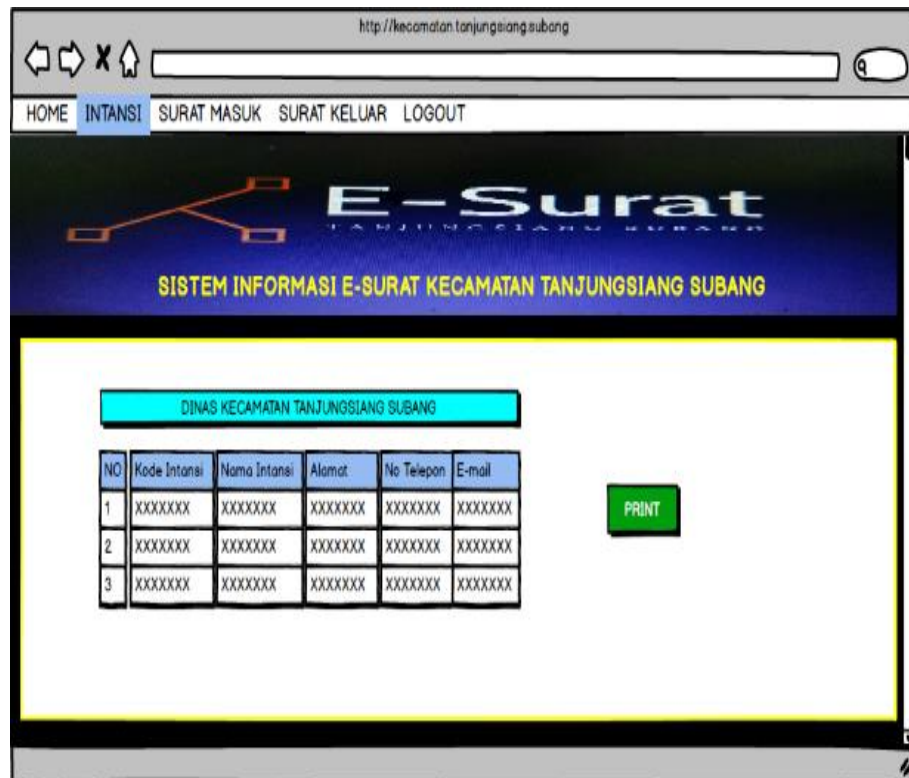 http://kecamatan.tanjungsiang.subang
HOME INTANSI SURAT MASUK SURAT KELUAR LOGOUT
E-Surat
TANJUNGSIANG SUBANG
SISTEM INFORMASI E-SURAT KECAMATAN TANJUNGSIANG SUBANG
DINAS KECAMATAN TANJUNGSIANG SUBANG
NO Kode Intansi Nama Intansi Alamat No Telepon E-mail
1 XXXXXXX XXXXXXX XXXXXXX XXXXXXX XXXXXXX
2 XXXXXXX XXXXXXX XXXXXXX XXXXXXX XXXXXXX
3 XXXXXXX XXXXXXX XXXXXXX XXXXXXX XXXXXXX
PRINT